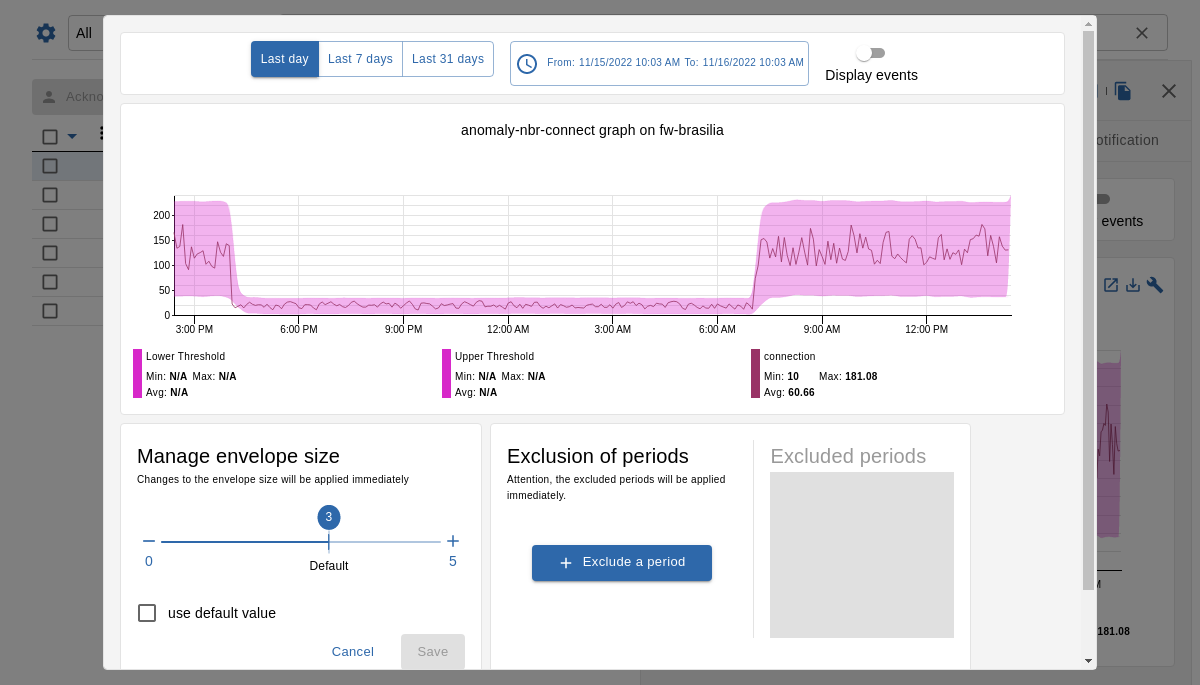 All
Last day
Last 7 days
Last 31 days
From: 11/15/2022 10:03 AM To: 11/16/2022 10:03 AM
Display events
Ackno
otification
events
anomaly-nbr-connect graph on fw-brasilia
200
150
100
50
0
3:00 PM
6:00 PM
9:00 PM
12:00 AM
3:00 AM
6:00 AM
9:00 AM
12:00 PM
Lower Threshold
Min: N/A Max: N/A
Avg: N/A
Upper Threshold
Min: N/A Max: N/A
Avg: N/A
connection
Min: 10 Max: 181.08
Avg: 60.66
Manage envelope size
Changes to the envelope size will be applied immediately
3
0
5
Default
use default value
Cancel
Save
Exclusion of periods
Attention, the excluded periods will be applied
immediately.
Exclude a period
Excluded periods
M
181.08